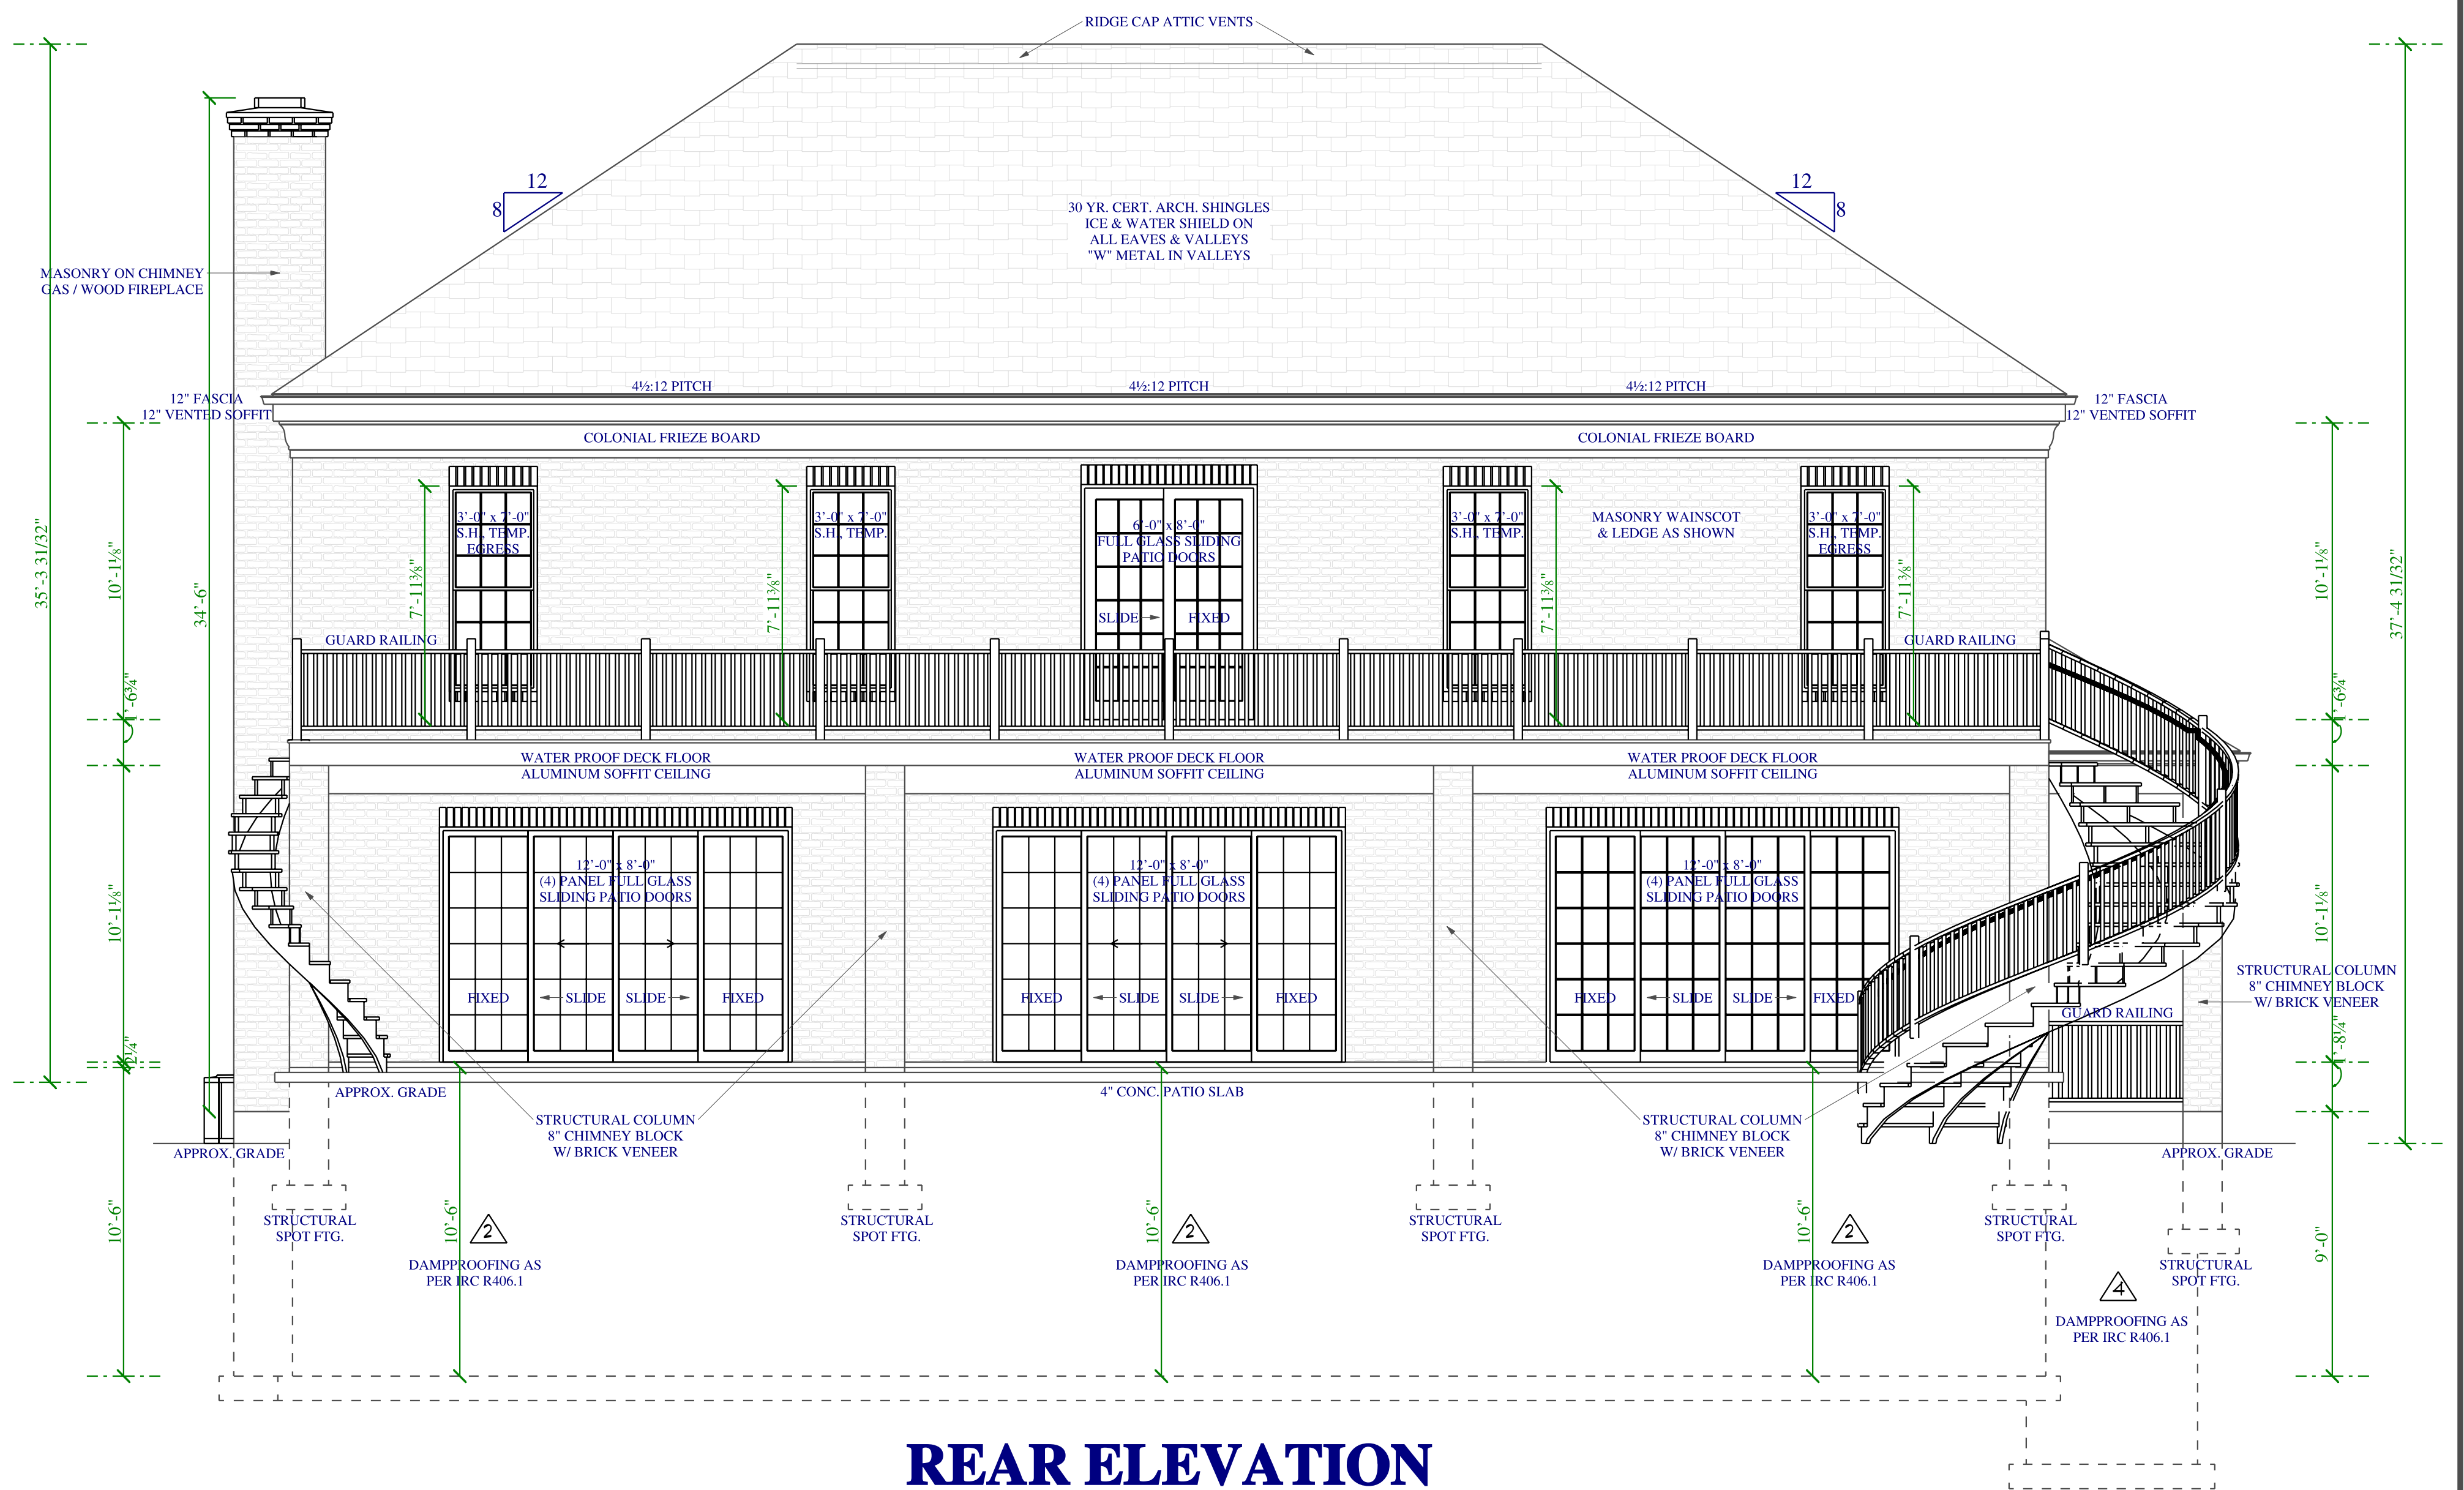 RIDGE CAP ATTIC VENTS
12
8
12
8
30 YR. CERT. ARCH. SHINGLES
ICE & WATER SHIELD ON
ALL EAVES & VALLEYS
"W" METAL IN VALLEYS
MASONRY ON CHIMNEY
GAS / WOOD FIREPLACE
4½:12 PITCH
4½:12 PITCH
4½:12 PITCH
12" FASCIA
12" VENTED SOFFIT
12" FASCIA
12" VENTED SOFFIT
COLONIAL FRIEZE BOARD
COLONIAL FRIEZE BOARD
35'-3 31/32"
10'-1⅛"
34'-6"
7'-11⅜"
3'-0" x 7'-0"
S.H., TEMP.
EGRESS
7'-11⅜"
3'-0" x 7'-0"
S.H., TEMP.
6'-0" x 8'-0"
FULL GLASS SLIDING
PATIO DOORS
SLIDE
FIXED
3'-0" x 7'-0"
S.H., TEMP.
7'-11⅜"
MASONRY WAINSCOT
& LEDGE AS SHOWN
3'-0" x 7'-0"
S.H., TEMP.
EGRESS
7'-11⅜"
10'-1⅛"
37'-4 31/32"
GUARD RAILING
GUARD RAILING
1'-6¾"
1'-6¾"
WATER PROOF DECK FLOOR
ALUMINUM SOFFIT CEILING
WATER PROOF DECK FLOOR
ALUMINUM SOFFIT CEILING
WATER PROOF DECK FLOOR
ALUMINUM SOFFIT CEILING
10'-1⅛"
12'-0" x 8'-0"
(4) PANEL FULL GLASS
SLIDING PATIO DOORS
12'-0" x 8'-0"
(4) PANEL FULL GLASS
SLIDING PATIO DOORS
12'-0" x 8'-0"
(4) PANEL FULL GLASS
SLIDING PATIO DOORS
10'-1⅛"
FIXED
SLIDE
SLIDE
FIXED
FIXED
SLIDE
SLIDE
FIXED
FIXED
SLIDE
SLIDE
FIXED
STRUCTURAL COLUMN
8" CHIMNEY BLOCK
W/ BRICK VENEER
GUARD RAILING
2¼"
1'-8¼"
APPROX. GRADE
4" CONC. PATIO SLAB
STRUCTURAL COLUMN
8" CHIMNEY BLOCK
W/ BRICK VENEER
STRUCTURAL COLUMN
8" CHIMNEY BLOCK
W/ BRICK VENEER
APPROX. GRADE
APPROX. GRADE
10'-6"
STRUCTURAL
SPOT FTG.
10'-6"
2
DAMPPROOFING AS
PER IRC R406.1
STRUCTURAL
SPOT FTG.
10'-6"
2
DAMPPROOFING AS
PER IRC R406.1
STRUCTURAL
SPOT FTG.
10'-6"
2
DAMPPROOFING AS
PER IRC R406.1
STRUCTURAL
SPOT FTG.
STRUCTURAL
SPOT FTG.
4
DAMPPROOFING AS
PER IRC R406.1
9'-0"
REAR ELEVATION